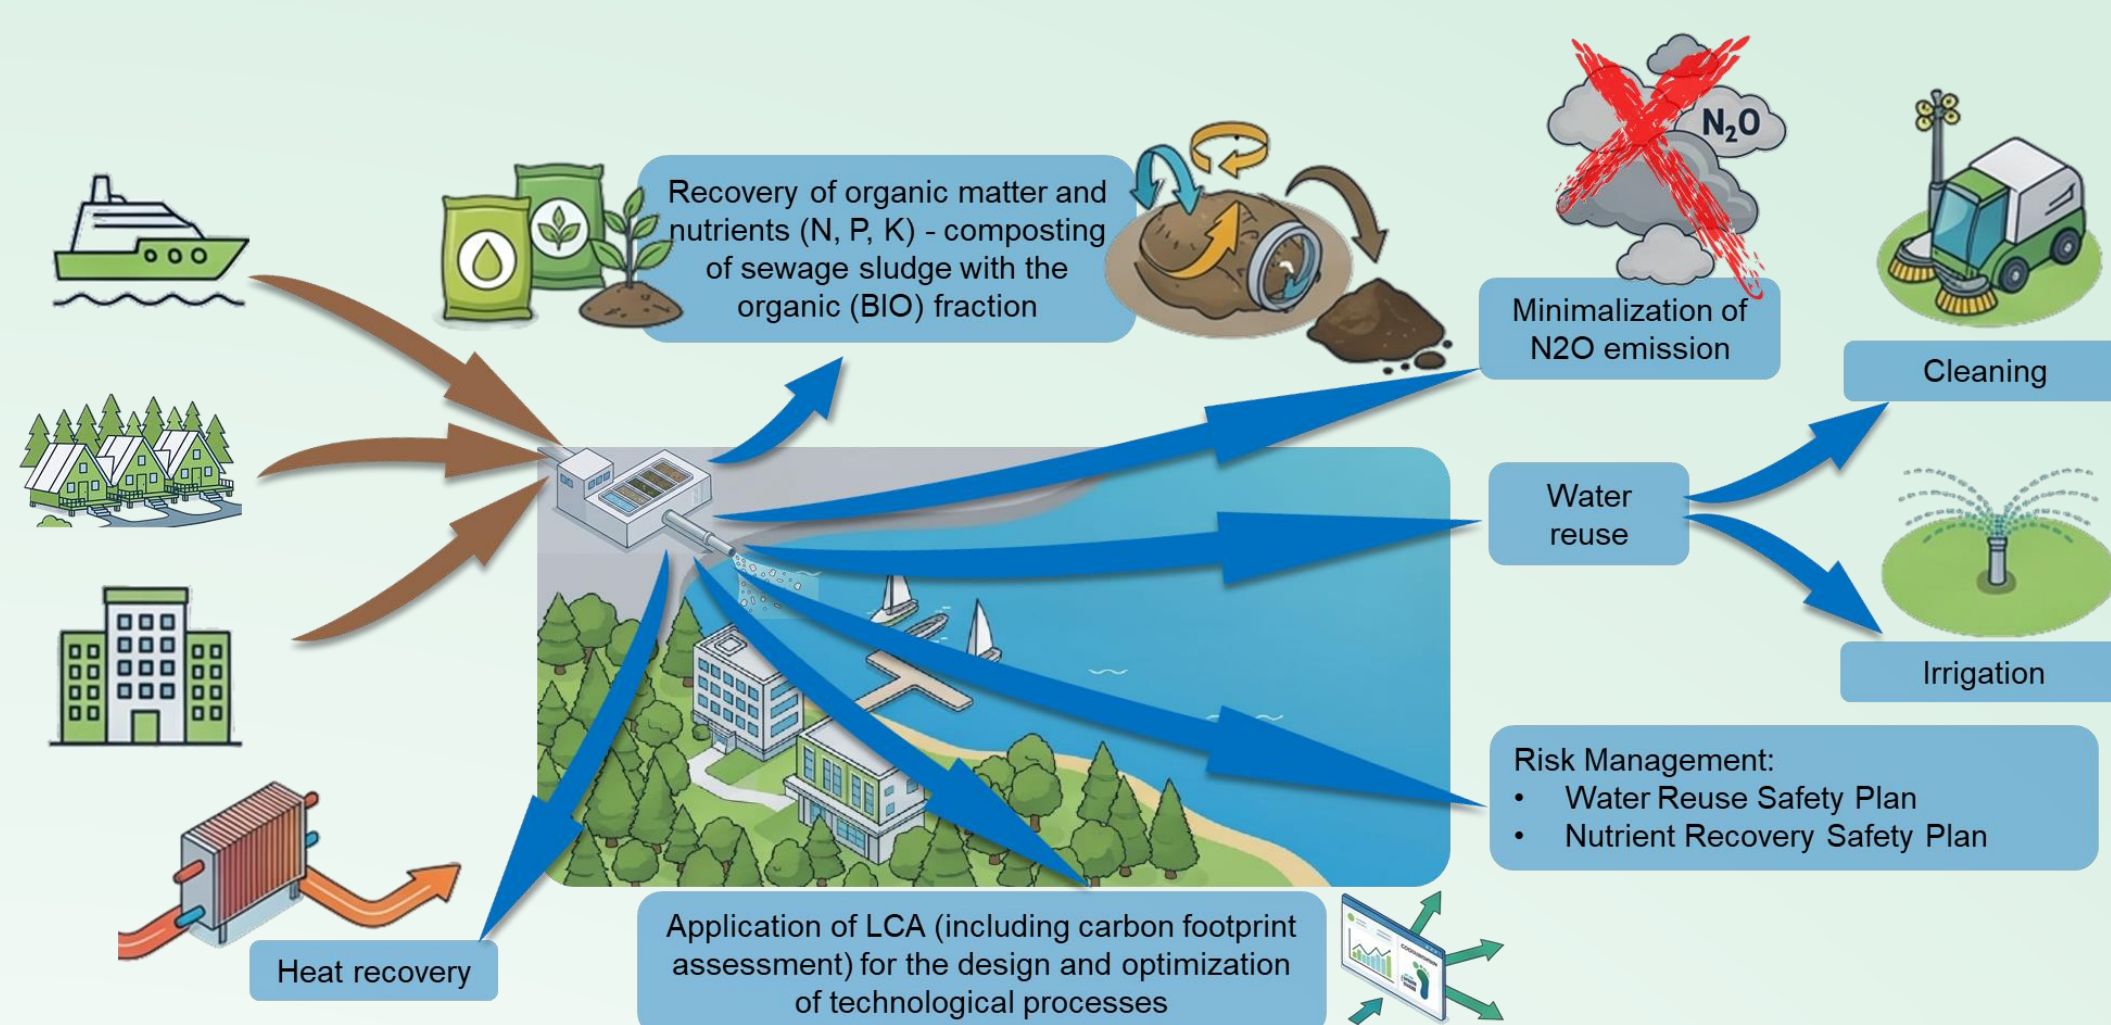 N₂O
Recovery of organic matter and
nutrients (N, P, K) - composting
of sewage sludge with the
organic (BIO) fraction
Minimalization of
N2O emission
Cleaning
Water
reuse
Irrigation
Risk Management:
• Water Reuse Safety Plan
• Nutrient Recovery Safety Plan
Heat recovery
Application of LCA (including carbon footprint
assessment) for the design and optimization
of technological processes